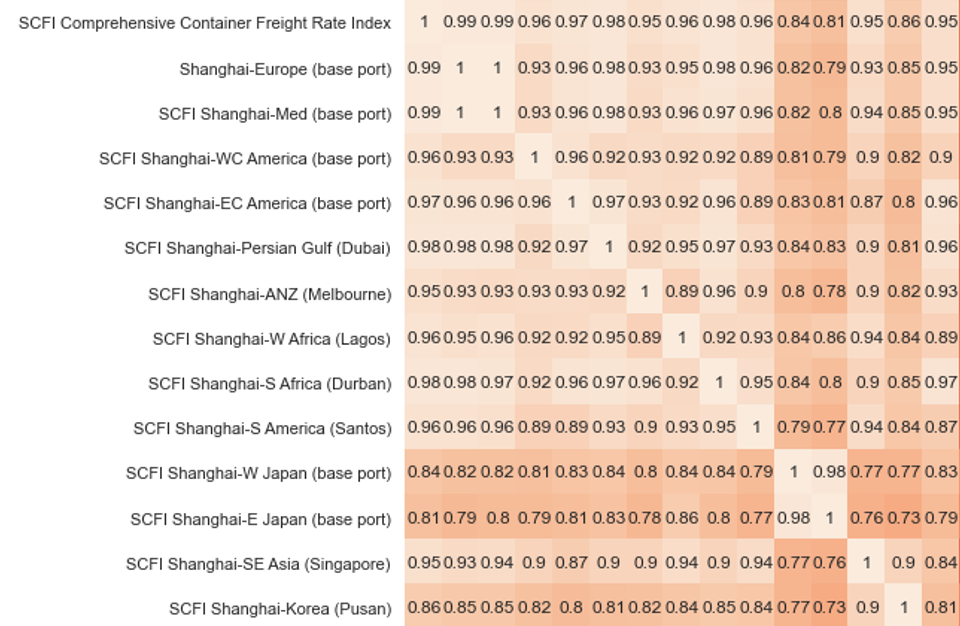 SCFI Comprehensive Container Freight Rate Index 1 0.99 0.99 0.96 0.97 0.98 0.95 0.96 0.98 0.96 0.84 0.81 0.95 0.86 0.95
Shanghai-Europe (base port) 0.99 1 1 0.93 0.96 0.98 0.93 0.95 0.98 0.96 0.82 0.79 0.93 0.85 0.95
SCFI Shanghai-Med (base port) 0.99 1 1 0.93 0.96 0.98 0.93 0.96 0.97 0.96 0.82 0.8 0.94 0.85 0.95
SCFI Shanghai-WC America (base port) 0.96 0.93 0.93 1 0.96 0.92 0.93 0.92 0.92 0.89 0.81 0.79 0.9 0.82 0.9
SCFI Shanghai-EC America (base port) 0.97 0.96 0.96 0.96 1 0.97 0.93 0.92 0.96 0.89 0.83 0.81 0.87 0.8 0.96
SCFI Shanghai-Persian Gulf (Dubai) 0.98 0.98 0.98 0.92 0.97 1 0.92 0.95 0.97 0.93 0.84 0.83 0.9 0.81 0.96
SCFI Shanghai-ANZ (Melbourne) 0.95 0.93 0.93 0.93 0.93 0.92 1 0.89 0.96 0.9 0.8 0.78 0.9 0.82 0.93
SCFI Shanghai-W Africa (Lagos) 0.96 0.95 0.96 0.92 0.92 0.95 0.89 1 0.92 0.93 0.84 0.86 0.94 0.84 0.89
SCFI Shanghai-S Africa (Durban) 0.98 0.98 0.97 0.92 0.96 0.97 0.96 0.92 1 0.95 0.84 0.8 0.9 0.85 0.97
SCFI Shanghai-S America (Santos) 0.96 0.96 0.96 0.89 0.89 0.93 0.9 0.93 0.95 1 0.79 0.77 0.94 0.84 0.87
SCFI Shanghai-W Japan (base port) 0.84 0.82 0.82 0.81 0.83 0.84 0.8 0.84 0.84 0.79 1 0.98 0.77 0.77 0.83
SCFI Shanghai-E Japan (base port) 0.81 0.79 0.8 0.79 0.81 0.83 0.78 0.86 0.8 0.77 0.98 1 0.76 0.73 0.79
SCFI Shanghai-SE Asia (Singapore) 0.95 0.93 0.94 0.9 0.87 0.9 0.9 0.94 0.9 0.94 0.77 0.76 1 0.9 0.84
SCFI Shanghai-Korea (Pusan) 0.86 0.85 0.85 0.82 0.8 0.81 0.82 0.84 0.85 0.84 0.77 0.73 0.9 1 0.81